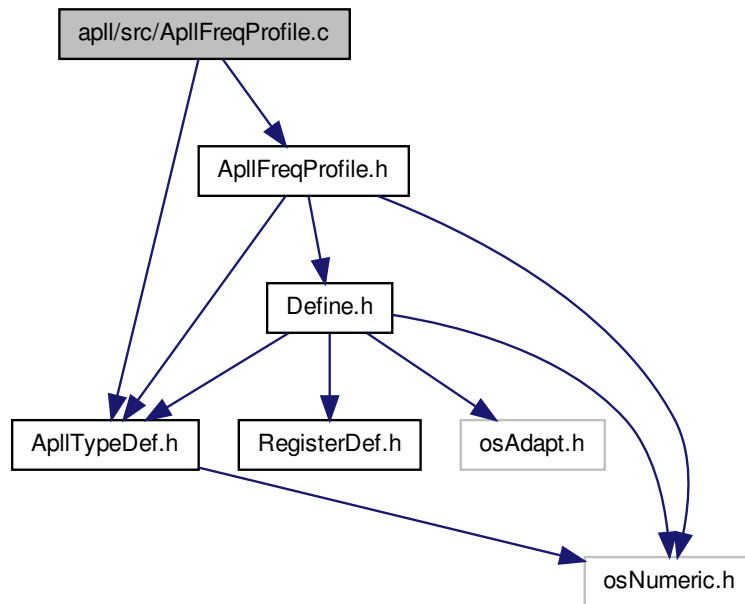 apll/src/ApllFreqProfile.c
ApllFreqProfile.h
Define.h
ApllTypeDef.h
RegisterDef.h
osAdapt.h
osNumeric.h